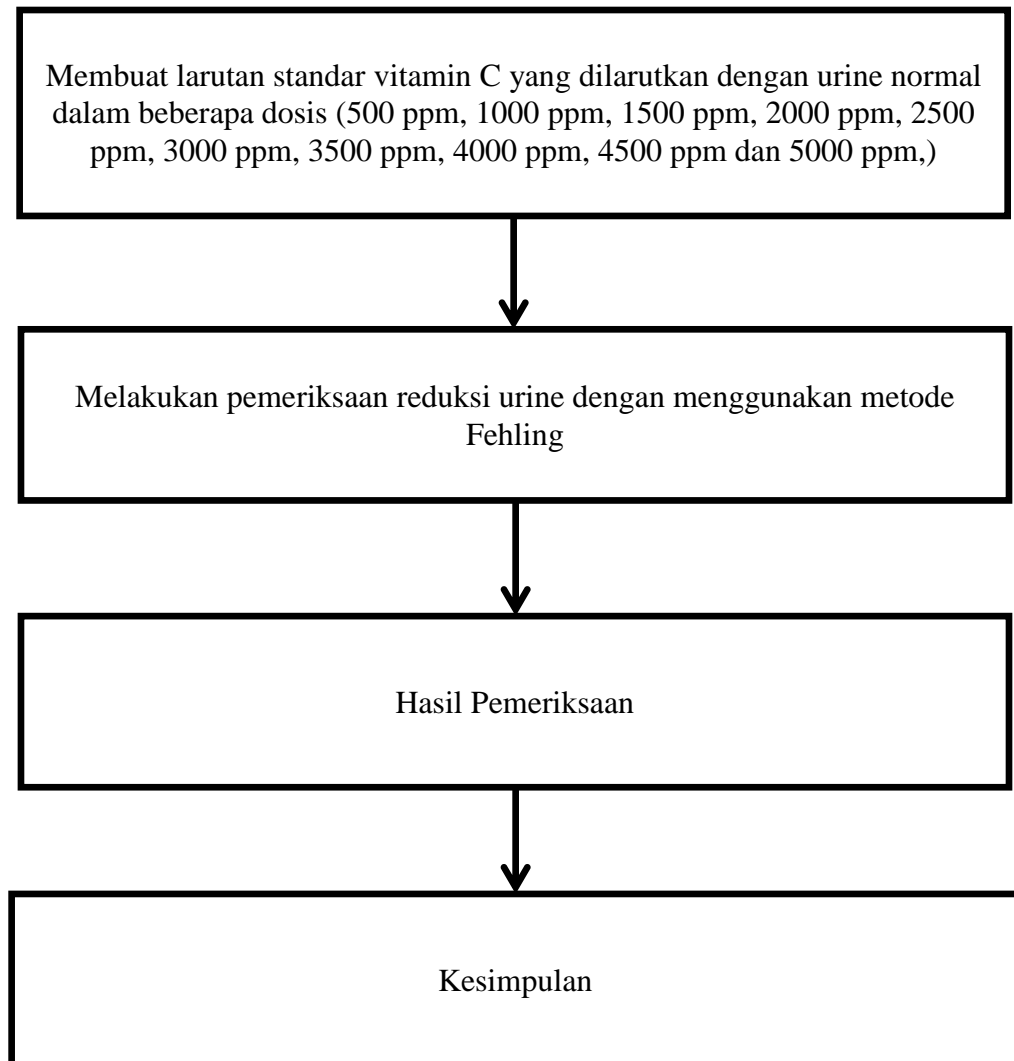 Membuat larutan standar vitamin C yang dilarutkan dengan urine normal
dalam beberapa dosis (500 ppm, 1000 ppm, 1500 ppm, 2000 ppm, 2500
ppm, 3000 ppm, 3500 ppm, 4000 ppm, 4500 ppm dan 5000 ppm,)
Melakukan pemeriksaan reduksi urine dengan menggunakan metode
Fehling
Hasil Pemeriksaan
Kesimpulan